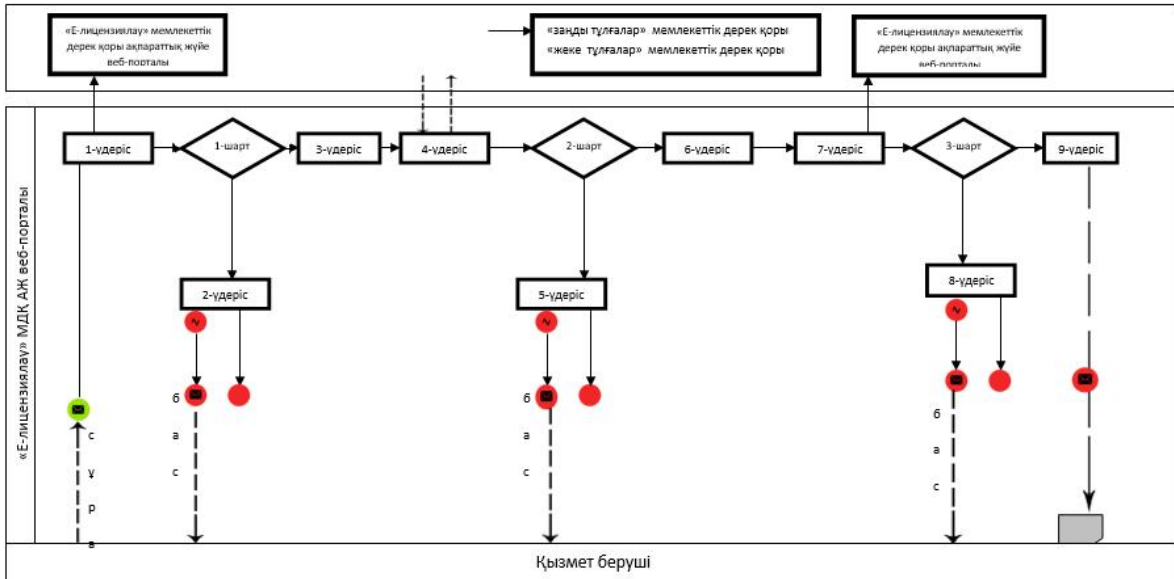 «Е-лицензиялау» мемлекеттік
дерек қоры ақпараттық жүйе
веб-порталы
«заңды тұлғалар» мемлекеттік дерек қоры
«жеке тұлғалар» мемлекеттік дерек қоры
«Е-лицензиялау» мемлекеттік
дерек қоры ақпараттық жүйе
веб-порталы
«Е-лицензиялау» МДҚ АЖ веб-порталы
1-үдеріс
1-шарт
3-үдеріс
4-үдеріс
2-шарт
6-үдеріс
7-үдеріс
3-шарт
9-үдеріс
2-үдеріс
5-үдеріс
8-үдеріс
с
ұ
р
а
б
а
с
б
а
с
б
а
с
Қызмет беруші